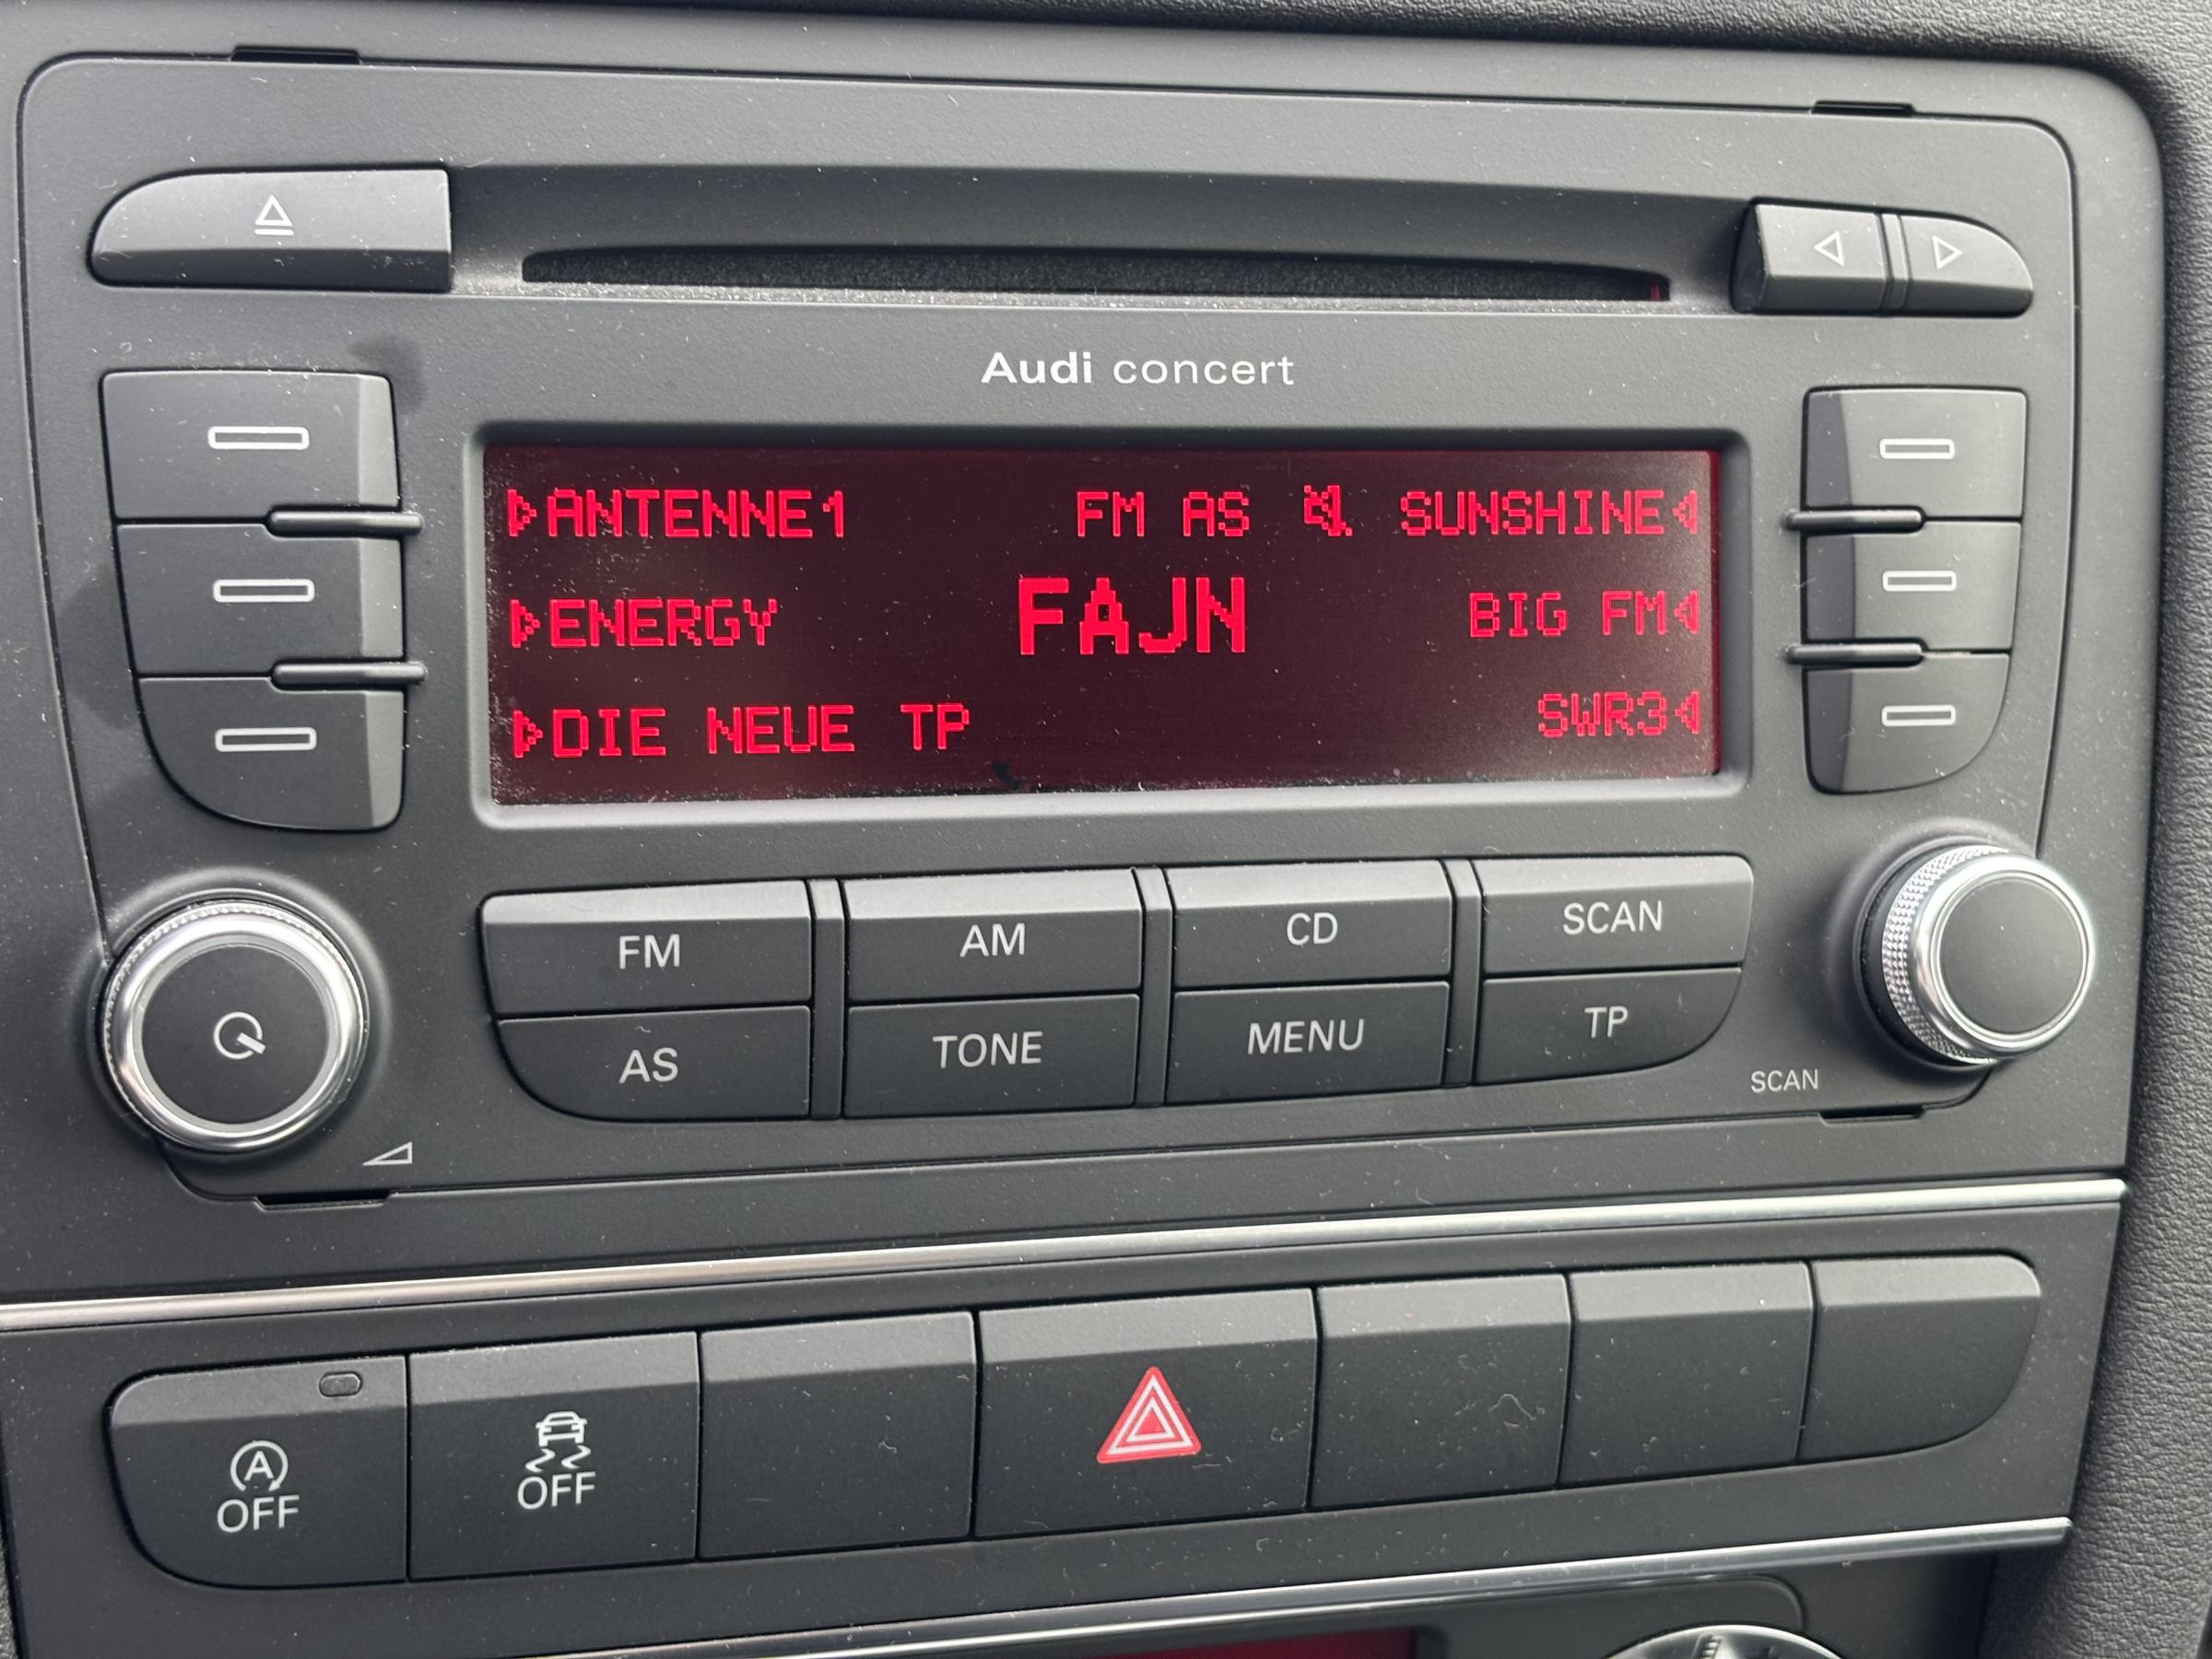 Audi concert
ANTENNE1 FM AS SUNSHINE
ENERGY FAJN BIG FM
DIE NEUE TP SWR3
FM AM CD SCAN
AS TONE MENU TP
SCAN
A
OFF
OFF